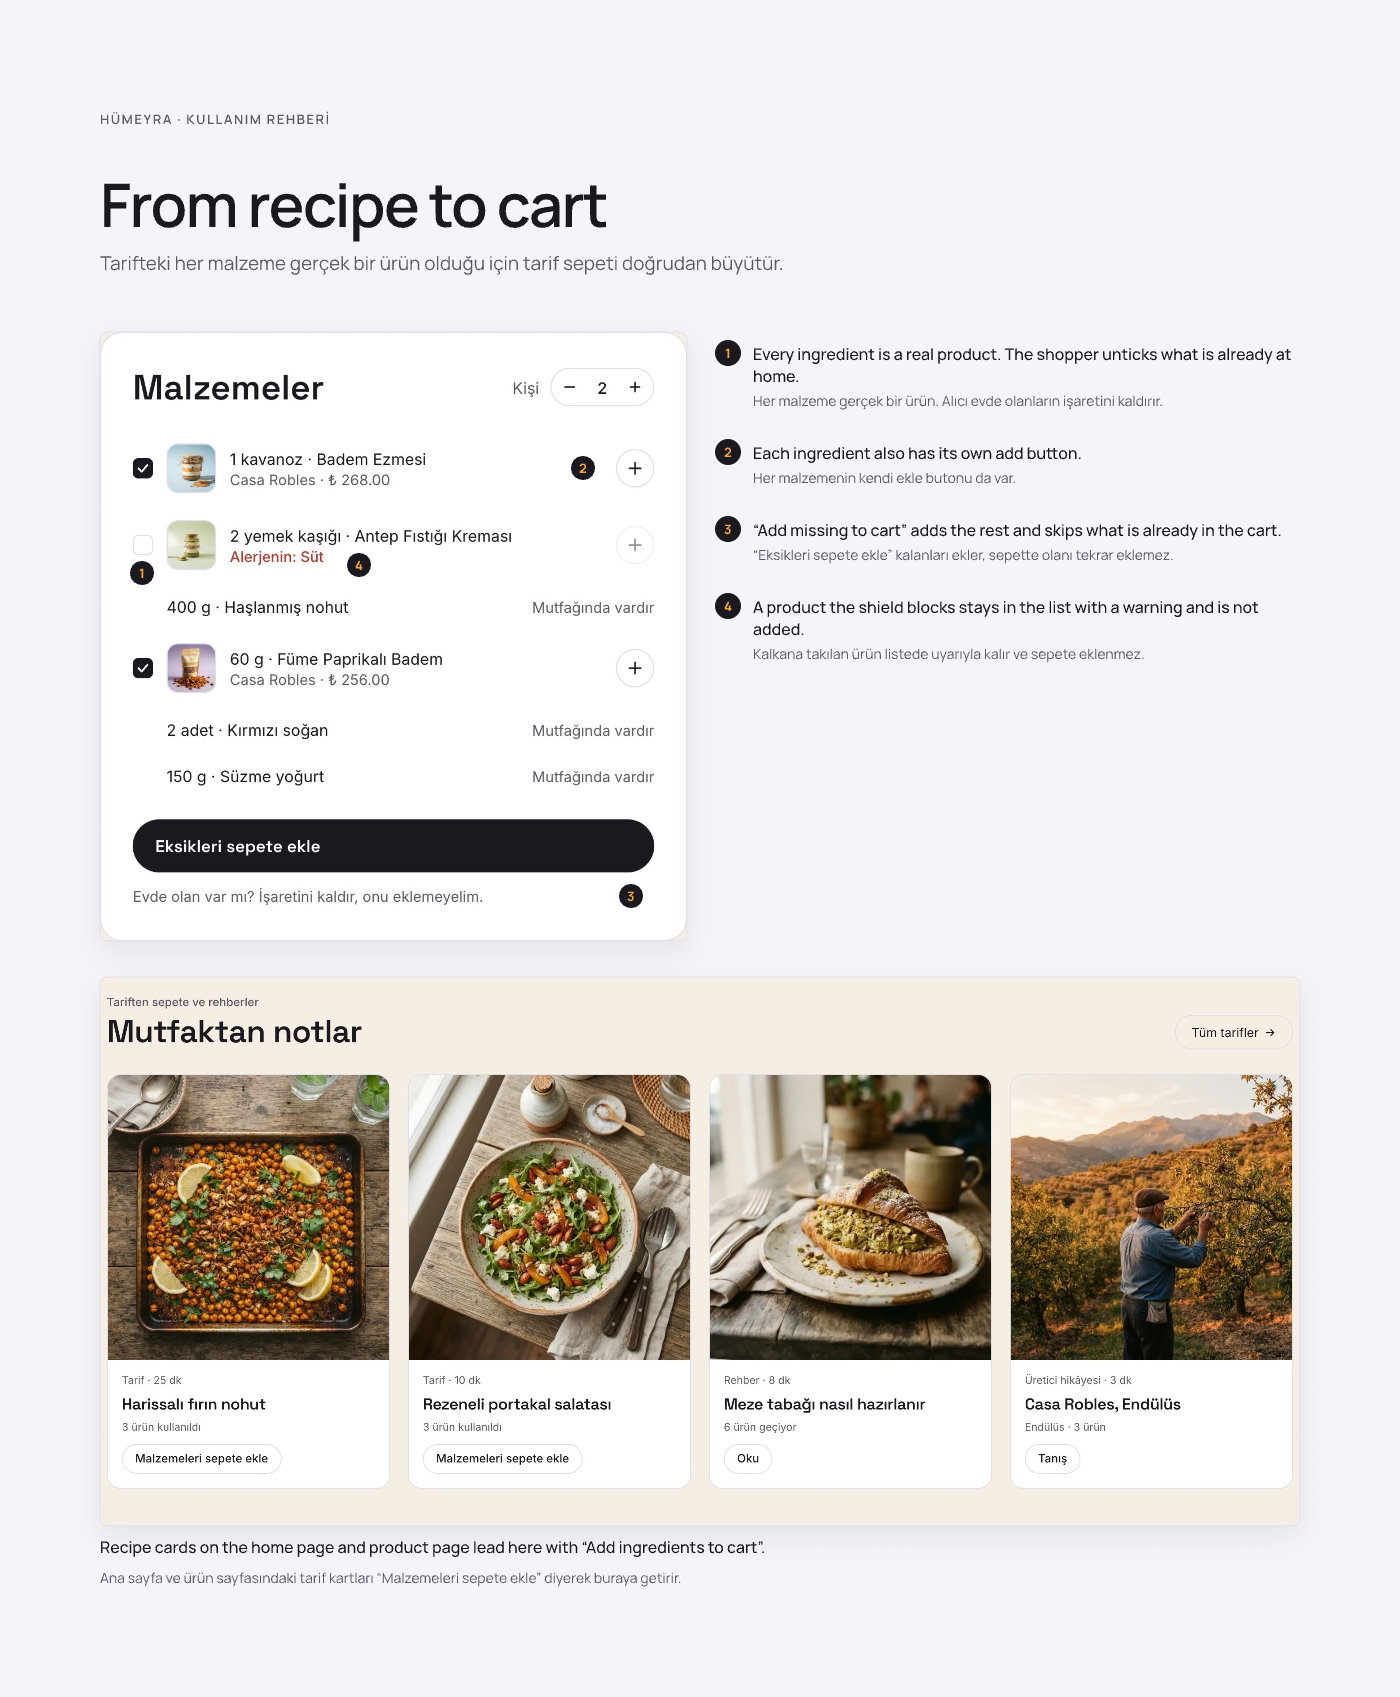 HÜMEYRA · KULLANIM REHBERİ
From recipe to cart
Tarifteki her malzeme gerçek bir ürün olduğu için tarif sepeti doğrudan büyütür.
Malzemeler
Kişi − 2 +
1 kavanoz · Badem Ezmesi
Casa Robles · ₺ 268.00
2
2 yemek kaşığı · Antep Fıstığı Kreması
Alerjenin: Süt
4
1
400 g · Haşlanmış nohut
Mutfağında vardır
60 g · Füme Paprikalı Badem
Casa Robles · ₺ 256.00
2 adet · Kırmızı soğan
Mutfağında vardır
150 g · Süzme yoğurt
Mutfağında vardır
Eksikleri sepete ekle
Evde olan var mı? İşaretini kaldır, onu eklemeyelim.
3
1 Every ingredient is a real product. The shopper unticks what is already at
home.
Her malzeme gerçek bir ürün. Alıcı evde olanların işaretini kaldırır.
2 Each ingredient also has its own add button.
Her malzemenin kendi ekle butonu da var.
3 “Add missing to cart” adds the rest and skips what is already in the cart.
“Eksikleri sepete ekle” kalanları ekler, sepette olanı tekrar eklemez.
4 A product the shield blocks stays in the list with a warning and is not
added.
Kalkana takılan ürün listede uyarıyla kalır ve sepete eklenmez.
Tariften sepete ve rehberler
Mutfaktan notlar
Tüm tarifler →
Tarif · 25 dk
Harissalı fırın nohut
3 ürün kullanıldı
Malzemeleri sepete ekle
Tarif · 10 dk
Rezeneli portakal salatası
3 ürün kullanıldı
Malzemeleri sepete ekle
Rehber · 8 dk
Meze tabağı nasıl hazırlanır
6 ürün geçiyor
Oku
Üretici hikâyesi · 3 dk
Casa Robles, Endülüs
Endülüs · 3 ürün
Tanış
Recipe cards on the home page and product page lead here with “Add ingredients to cart”.
Ana sayfa ve ürün sayfasındaki tarif kartları “Malzemeleri sepete ekle” diyerek buraya getirir.